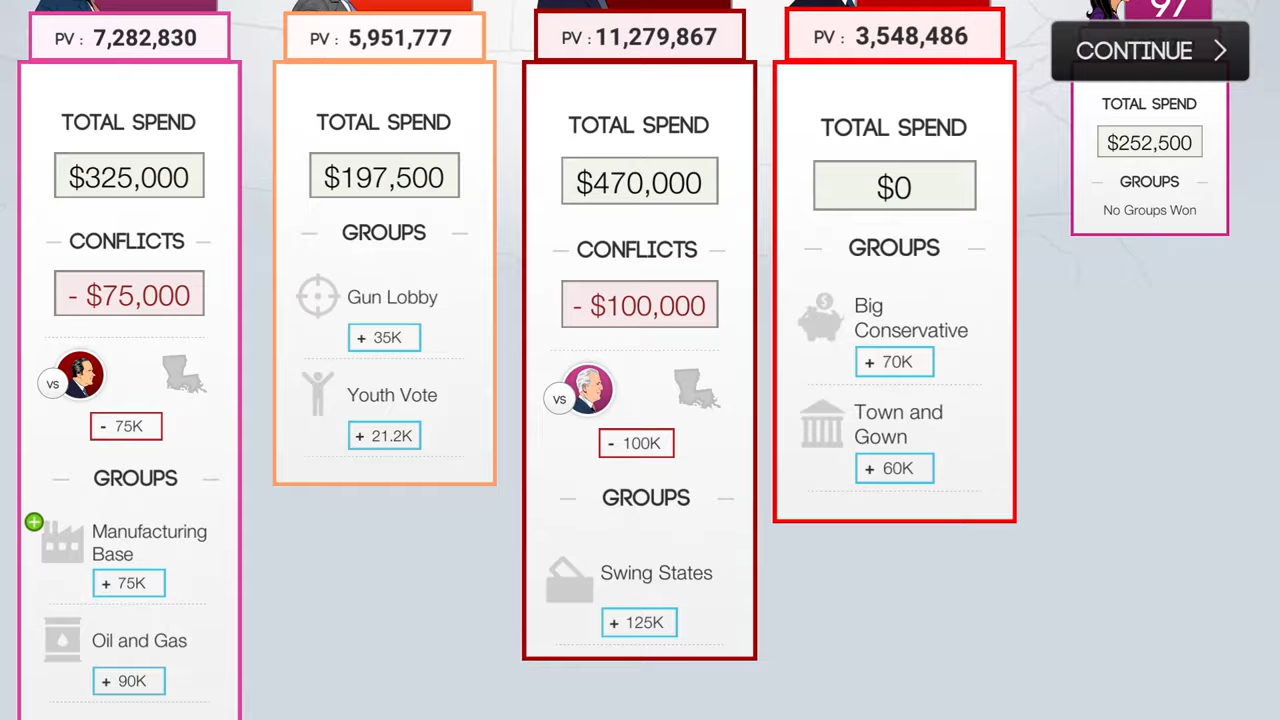 PV : 7,282,830
TOTAL SPEND
$325,000
CONFLICTS
- $75,000
VS
- 75K
GROUPS
Manufacturing
Base
+ 75K
Oil and Gas
+ 90K
PV : 5,951,777
TOTAL SPEND
$197,500
GROUPS
Gun Lobby
+ 35K
Youth Vote
+ 21.2K
PV : 11,279,867
TOTAL SPEND
$470,000
CONFLICTS
- $100,000
VS
- 100K
GROUPS
Swing States
+ 125K
PV : 3,548,486
TOTAL SPEND
$0
GROUPS
Big
Conservative
+ 70K
Town and
Gown
+ 60K
97
CONTINUE
TOTAL SPEND
$252,500
GROUPS
No Groups Won